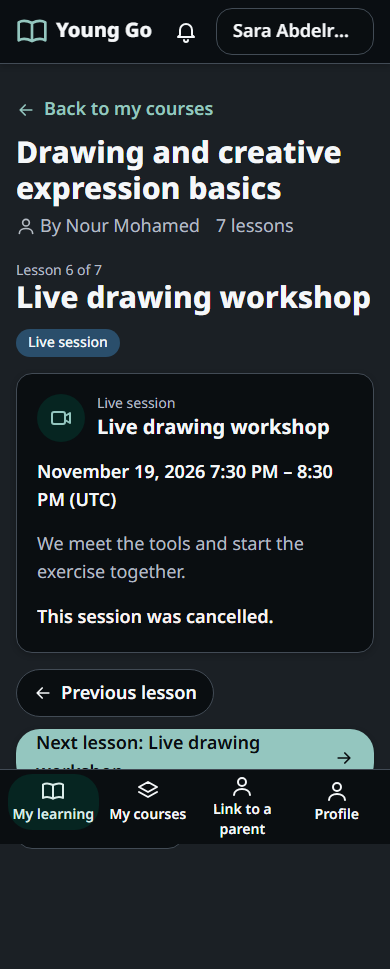 Young Go
Sara Abdelr...
Back to my courses
Drawing and creative
expression basics
By Nour Mohamed 7 lessons
Lesson 6 of 7
Live drawing workshop
Live session
Live session
Live drawing workshop
November 19, 2026 7:30 PM – 8:30
PM (UTC)
We meet the tools and start the
exercise together.
This session was cancelled.
Previous lesson
Next lesson: Live drawing
My learning
My courses
Link to a
parent
Profile